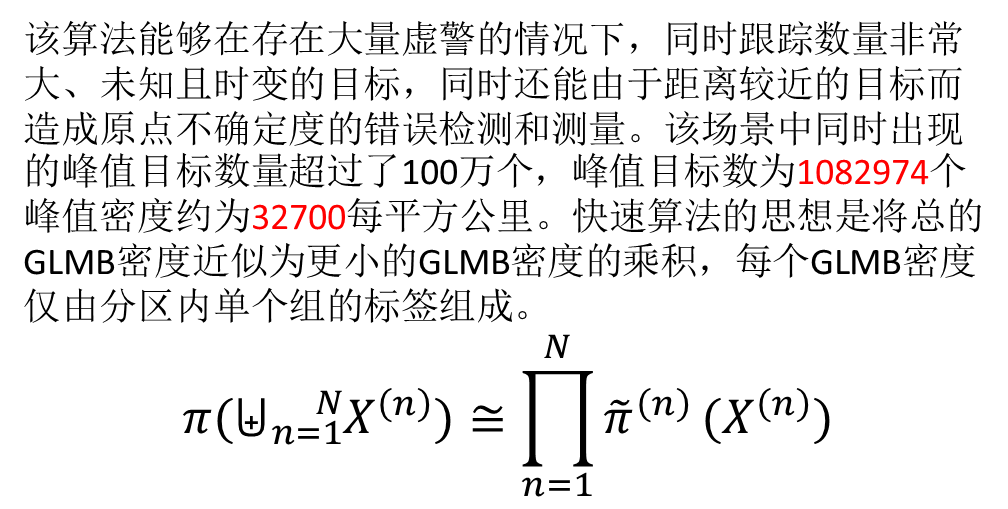 该算法能够在存在大量虚警的情况下，同时跟踪数量非常
大、未知且时变的目标，同时还能由于距离较近的目标而
造成原点不确定度的错误检测和测量。该场景中同时出现
的峰值目标数量超过了100万个，峰值目标数为1082974个
峰值密度约为32700每平方公里。快速算法的思想是将总的
GLMB密度近似为更小的GLMB密度的乘积，每个GLMB密度
仅由分区内单个组的标签组成。
π(⊎_{n=1}^{N} X^{(n)}) ≅ ∏_{n=1}^{N} π̃^{(n)} (X^{(n)})